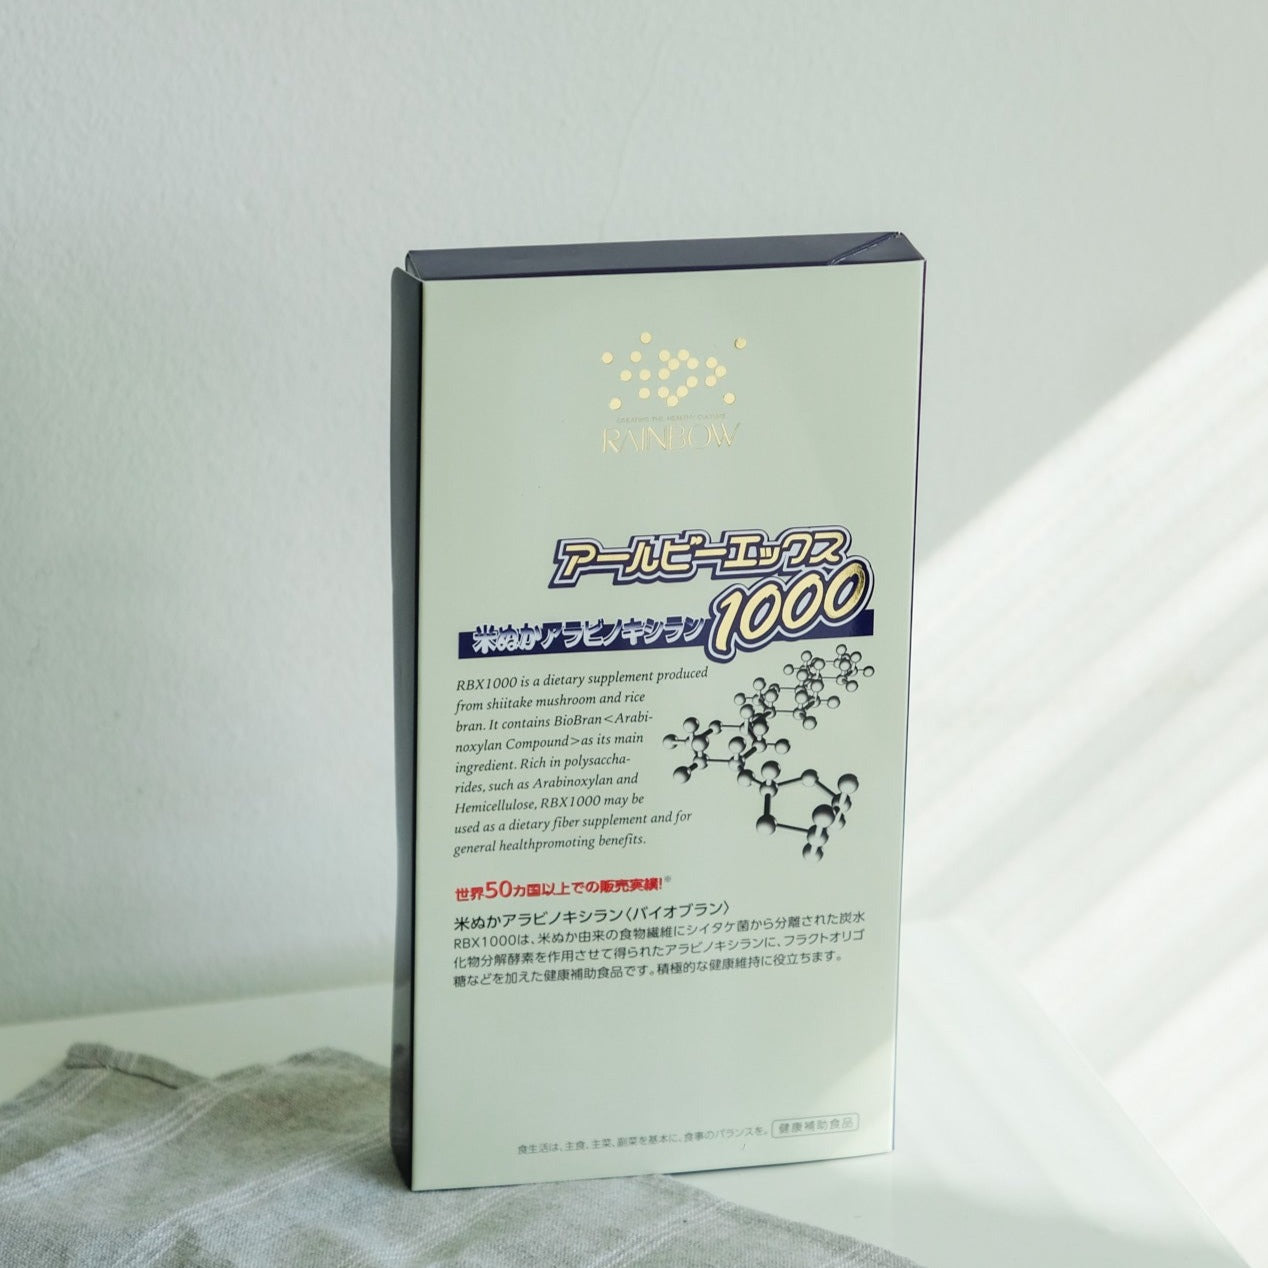 CREATING THE HEALTHY CULTURE
RAINBOW
アールビーエックス
1000
米ぬかアラビノキシラン
RBX1000 is a dietary supplement produced
from shiitake mushroom and rice
bran. It contains BioBran<Arabi-
noxylan Compound>as its main
ingredient. Rich in polysaccha-
rides, such as Arabinoxylan and
Hemicellulose, RBX1000 may be
used as a dietary fiber supplement and for
general healthpromoting benefits.
世界50カ国以上での販売実績!※
米ぬかアラビノキシラン〈バイオブラン〉
RBX1000は、米ぬか由来の食物繊維にシイタケ菌から分離された炭水
化物分解酵素を作用させて得られたアラビノキシランに、フラクトオリゴ
糖などを加えた健康補助食品です。積極的な健康維持に役立ちます。
食生活は、主食、主菜、副菜を基本に、食事のバランスを。 健康補助食品